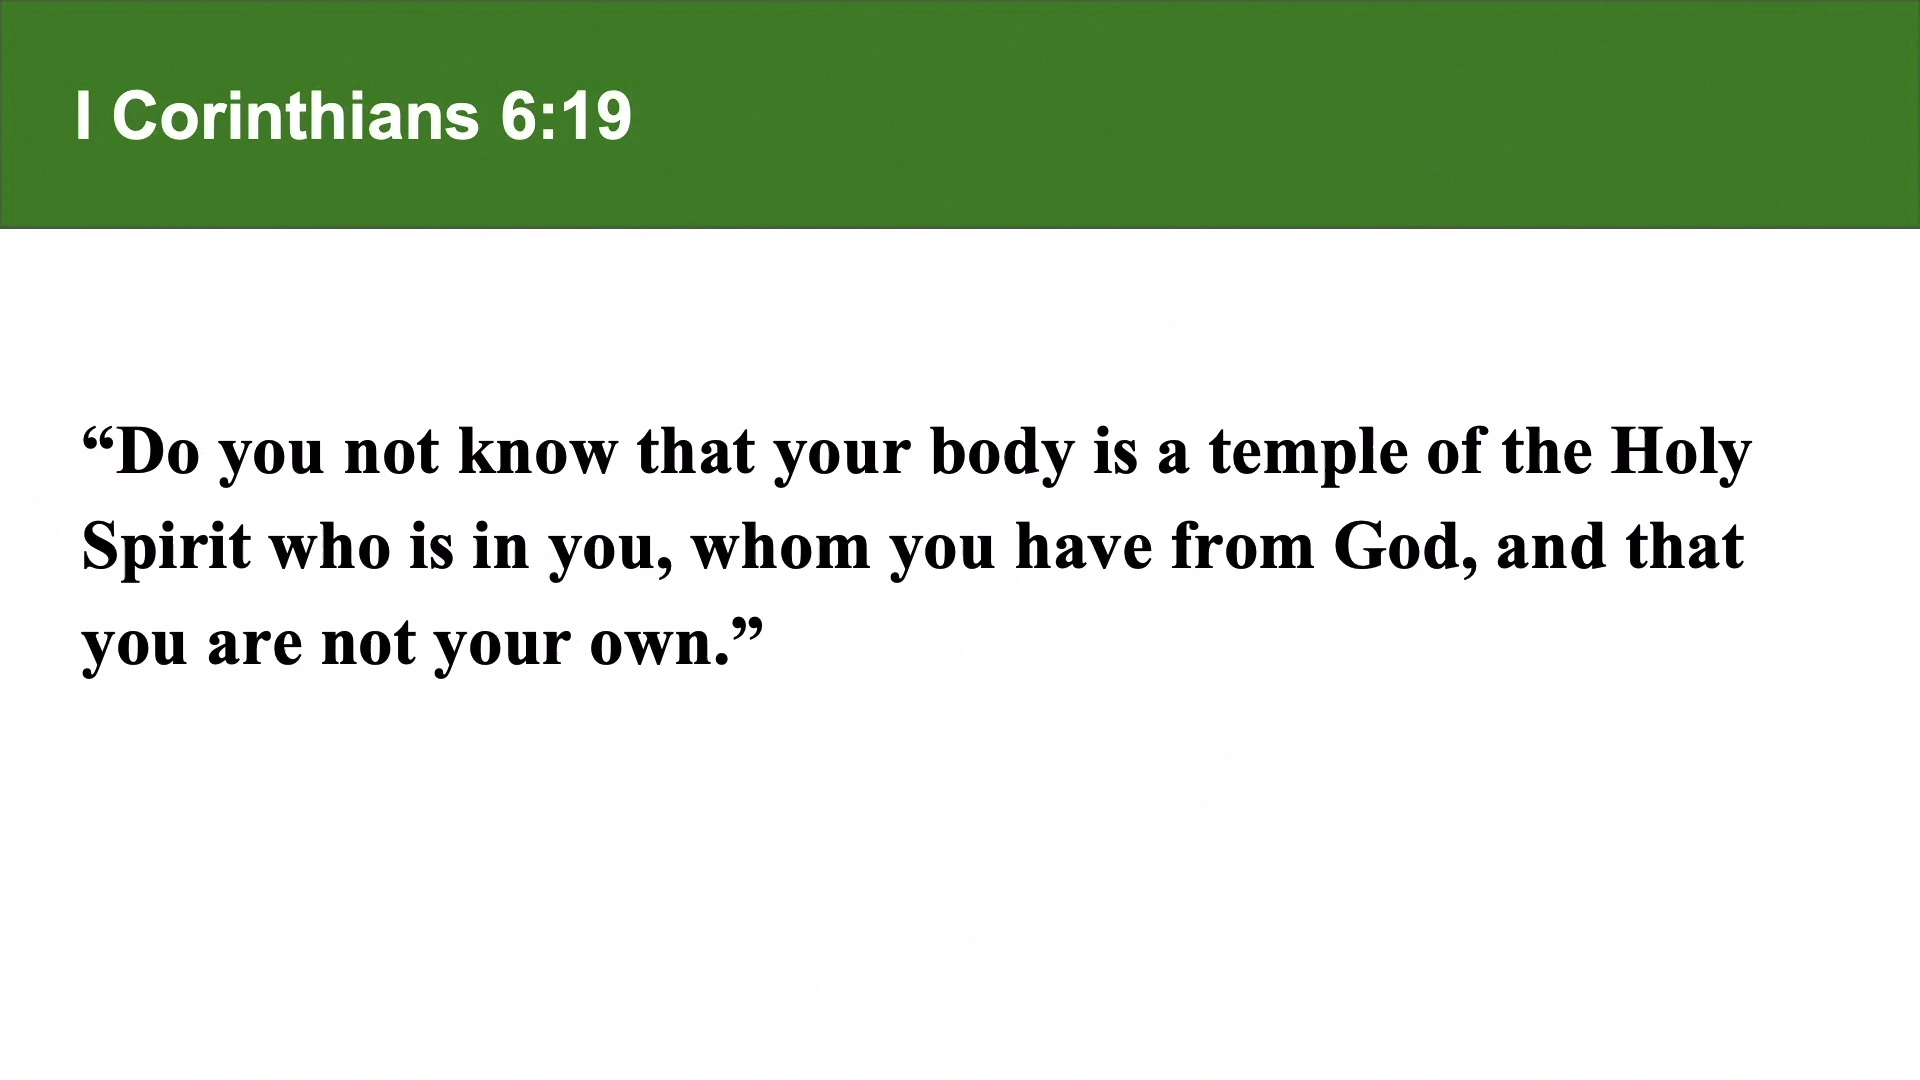 I Corinthians 6:19
“Do you not know that your body is a temple of the Holy
Spirit who is in you, whom you have from God, and that
you are not your own.”